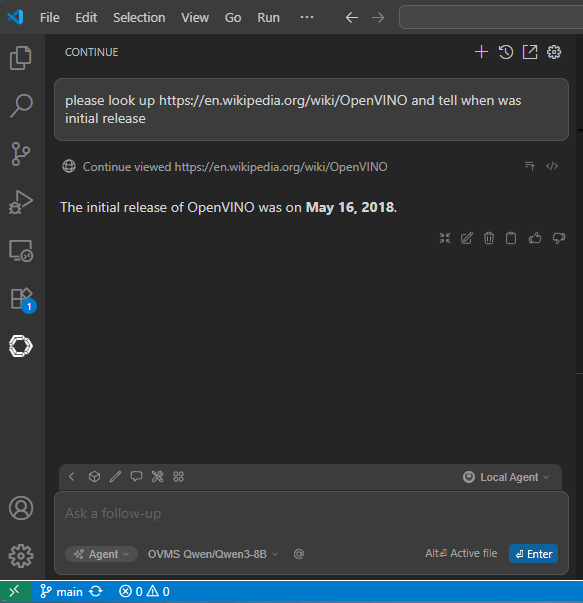 File Edit Selection View Go Run ···
CONTINUE
please look up https://en.wikipedia.org/wiki/OpenVINO and tell when was
initial release
Continue viewed https://en.wikipedia.org/wiki/OpenVINO
The initial release of OpenVINO was on May 16, 2018.
1
Local Agent
Ask a follow-up
Agent OVMS Qwen/Qwen3-8B @ Alt⏎ Active file ⏎ Enter
main 0 0